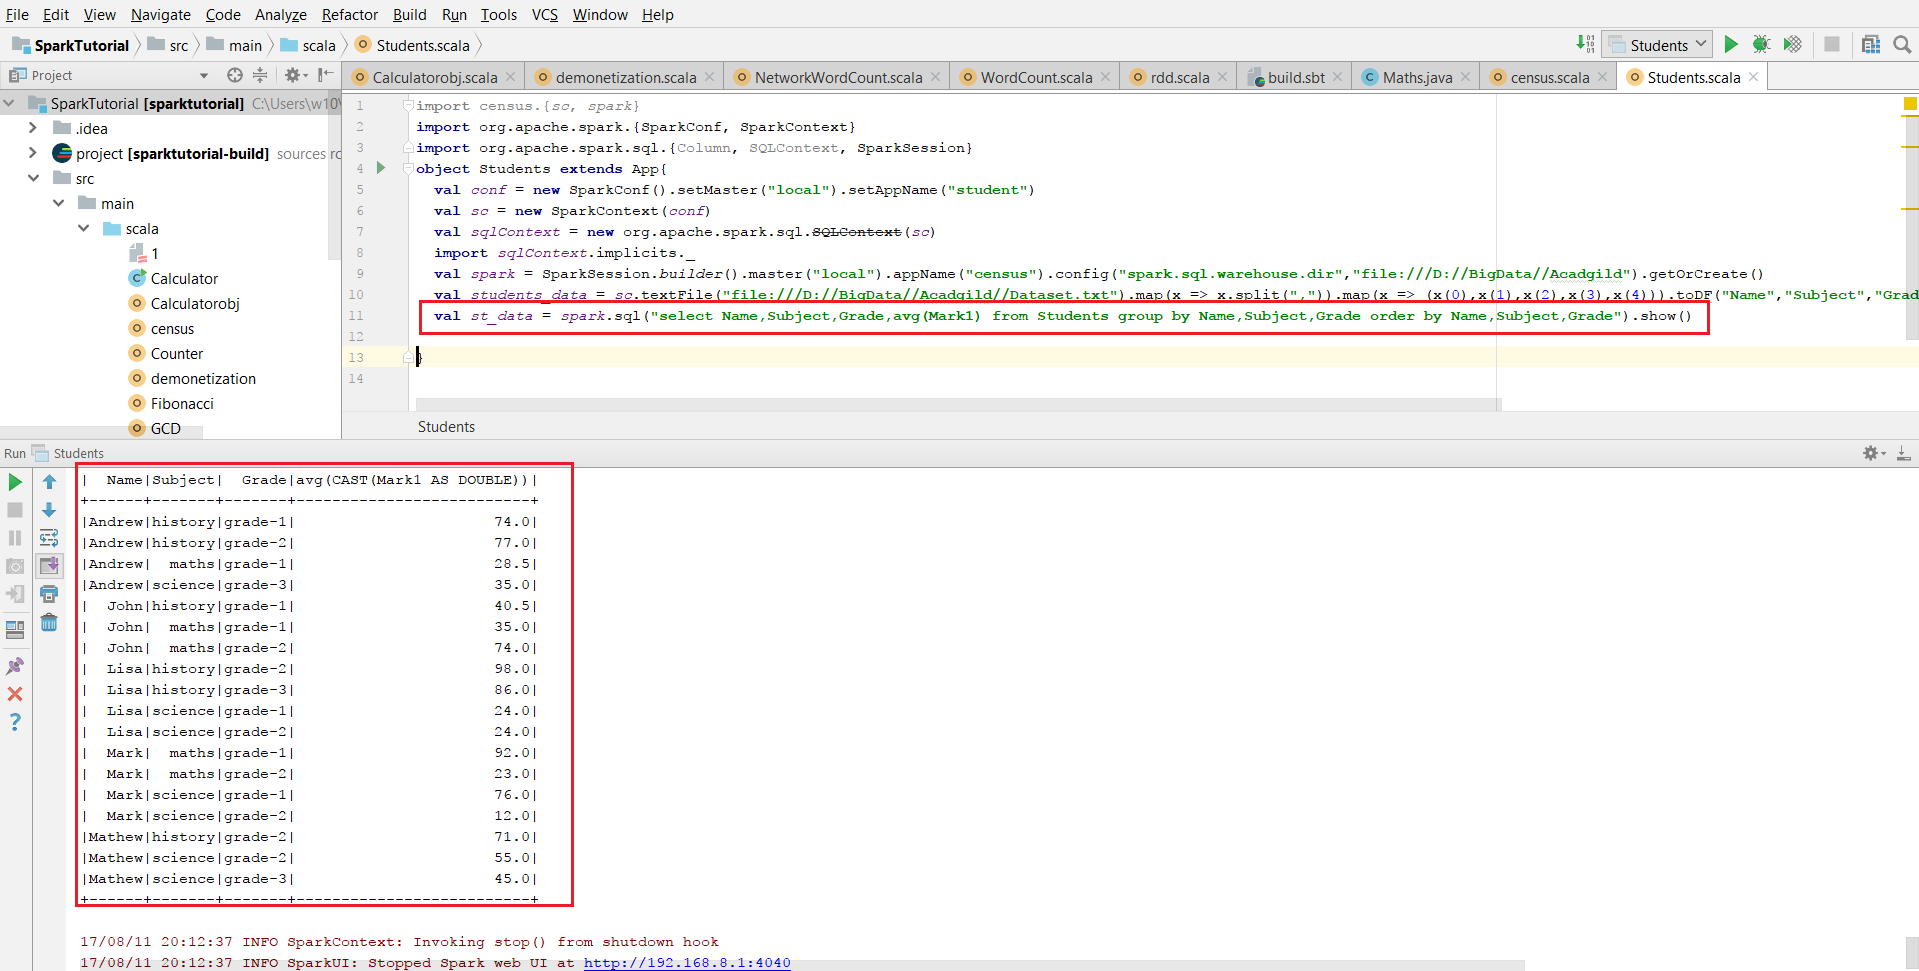 File Edit View Navigate Code Analyze Refactor Build Run Tools VCS Window Help
SparkTutorial src main scala Students.scala Students
Project Calculatorobj.scala demonetization.scala NetworkWordCount.scala WordCount.scala rdd.scala build.sbt Maths.java census.scala Students.scala
SparkTutorial [sparktutorial] C:\Users\w10\
.idea
project [sparktutorial-build] sources ro
src
main
scala
1
Calculator
Calculatorobj
census
Counter
demonetization
Fibonacci
GCD
1 import census.{sc, spark}
2 import org.apache.spark.{SparkConf, SparkContext}
3 import org.apache.spark.sql.{Column, SQLContext, SparkSession}
4 object Students extends App{
5 val conf = new SparkConf().setMaster("local").setAppName("student")
6 val sc = new SparkContext(conf)
7 val sqlContext = new org.apache.spark.sql.SQLContext(sc)
8 import sqlContext.implicits._
9 val spark = SparkSession.builder().master("local").appName("census").config("spark.sql.warehouse.dir","file:///D://BigData//Acadgild").getOrCreate()
10 val students_data = sc.textFile("file:///D://BigData//Acadgild//Dataset.txt").map(x => x.split(",")).map(x => (x(0),x(1),x(2),x(3),x(4))).toDF("Name","Subject","Grad
11 val st_data = spark.sql("select Name,Subject,Grade,avg(Mark1) from Students group by Name,Subject,Grade order by Name,Subject,Grade").show()
12
13 }
14
Students
Run Students
| Name|Subject| Grade|avg(CAST(Mark1 AS DOUBLE))|
+------+-------+-------+--------------------------+
|Andrew|history|grade-1| 74.0|
|Andrew|history|grade-2| 77.0|
|Andrew| maths|grade-1| 28.5|
|Andrew|science|grade-3| 35.0|
| John|history|grade-1| 40.5|
| John| maths|grade-1| 35.0|
| John| maths|grade-2| 74.0|
| Lisa|history|grade-2| 98.0|
| Lisa|history|grade-3| 86.0|
| Lisa|science|grade-1| 24.0|
| Lisa|science|grade-2| 24.0|
| Mark| maths|grade-1| 92.0|
| Mark| maths|grade-2| 23.0|
| Mark|science|grade-1| 76.0|
| Mark|science|grade-2| 12.0|
|Mathew|history|grade-2| 71.0|
|Mathew|science|grade-2| 55.0|
|Mathew|science|grade-3| 45.0|
+------+-------+-------+--------------------------+
17/08/11 20:12:37 INFO SparkContext: Invoking stop() from shutdown hook
17/08/11 20:12:37 INFO SparkUI: Stopped Spark web UI at http://192.168.8.1:4040